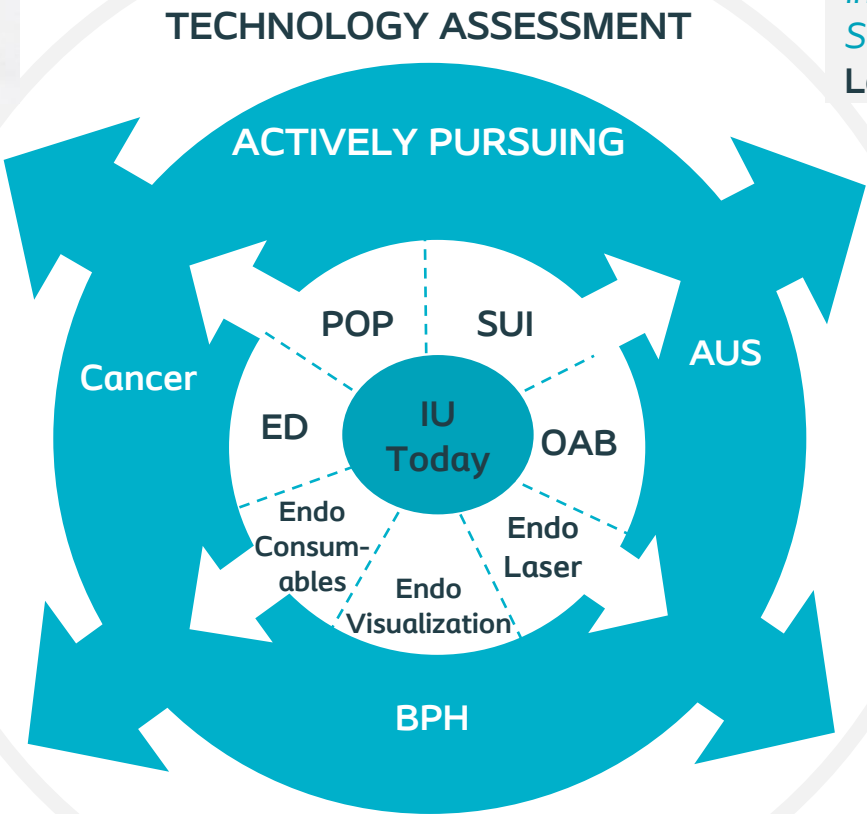 TECHNOLOGY ASSESSMENT
ACTIVELY PURSUING
POP
SUI
AUS
Cancer
ED
IU
Today
OAB
Endo
Consum-
ables
Endo
Laser
Endo
Visualization
BPH